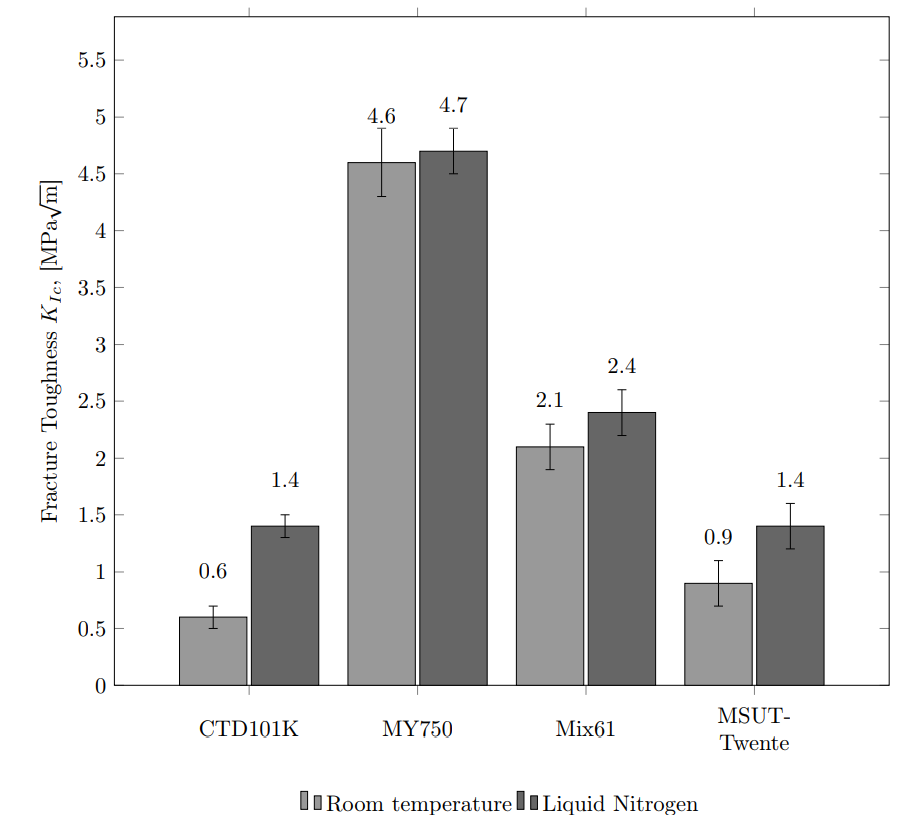 5.5
5
4.5
4
3.5
3
2.5
2
1.5
1
0.5
0
Fracture Toughness K_{Ic}, [MPa√m]
0.6
1.4
4.6
4.7
2.1
2.4
0.9
1.4
CTD101K
MY750
Mix61
MSUT-
Twente
Room temperature Liquid Nitrogen